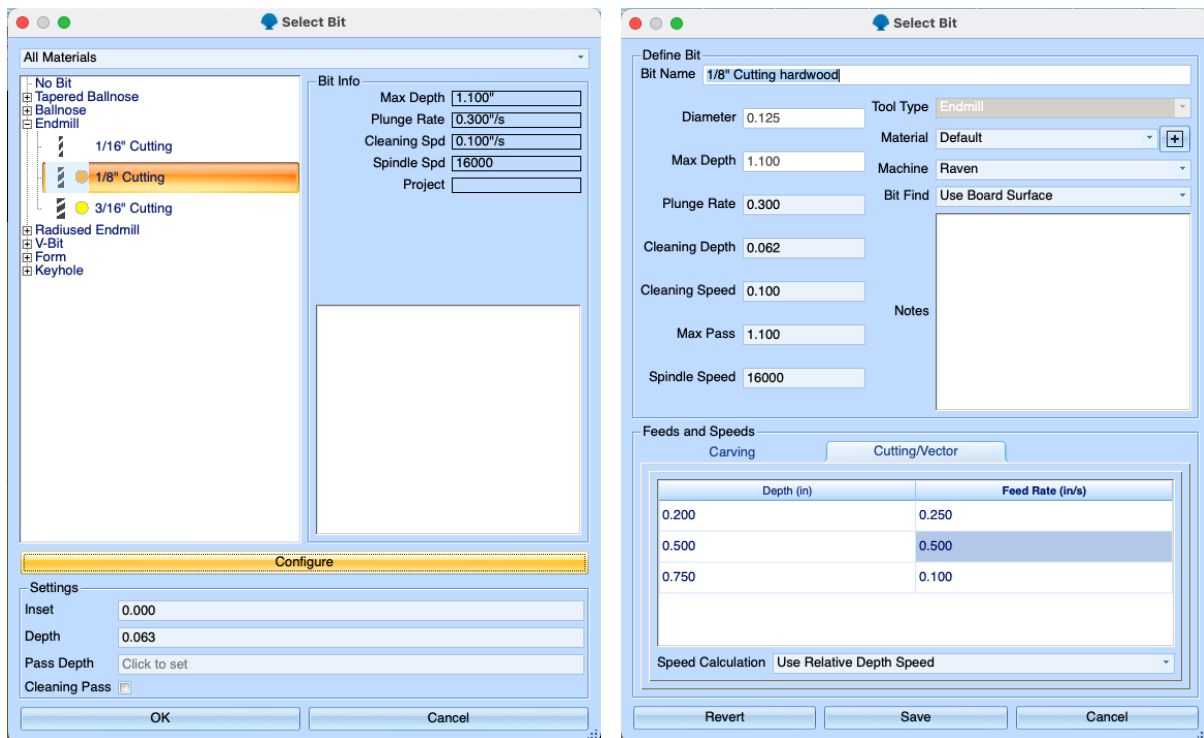 Select Bit
All Materials
No Bit
Tapered Ballnose
Ballnose
Endmill
1/16" Cutting
1/8" Cutting
3/16" Cutting
Radiused Endmill
V-Bit
Form
Keyhole
Bit Info
Max Depth 1.100"
Plunge Rate 0.300"/s
Cleaning Spd 0.100"/s
Spindle Spd 16000
Project
Configure
Settings
Inset 0.000
Depth 0.063
Pass Depth Click to set
Cleaning Pass
OK Cancel
Select Bit
Define Bit
Bit Name 1/8" Cutting hardwood
Diameter 0.125
Max Depth 1.100
Plunge Rate 0.300
Cleaning Depth 0.062
Cleaning Speed 0.100
Max Pass 1.100
Spindle Speed 16000
Tool Type Endmill
Material Default
Machine Raven
Bit Find Use Board Surface
Notes
Feeds and Speeds
Carving Cutting/Vector
Depth (in) Feed Rate (in/s)
0.200 0.250
0.500 0.500
0.750 0.100
Speed Calculation Use Relative Depth Speed
Revert Save Cancel